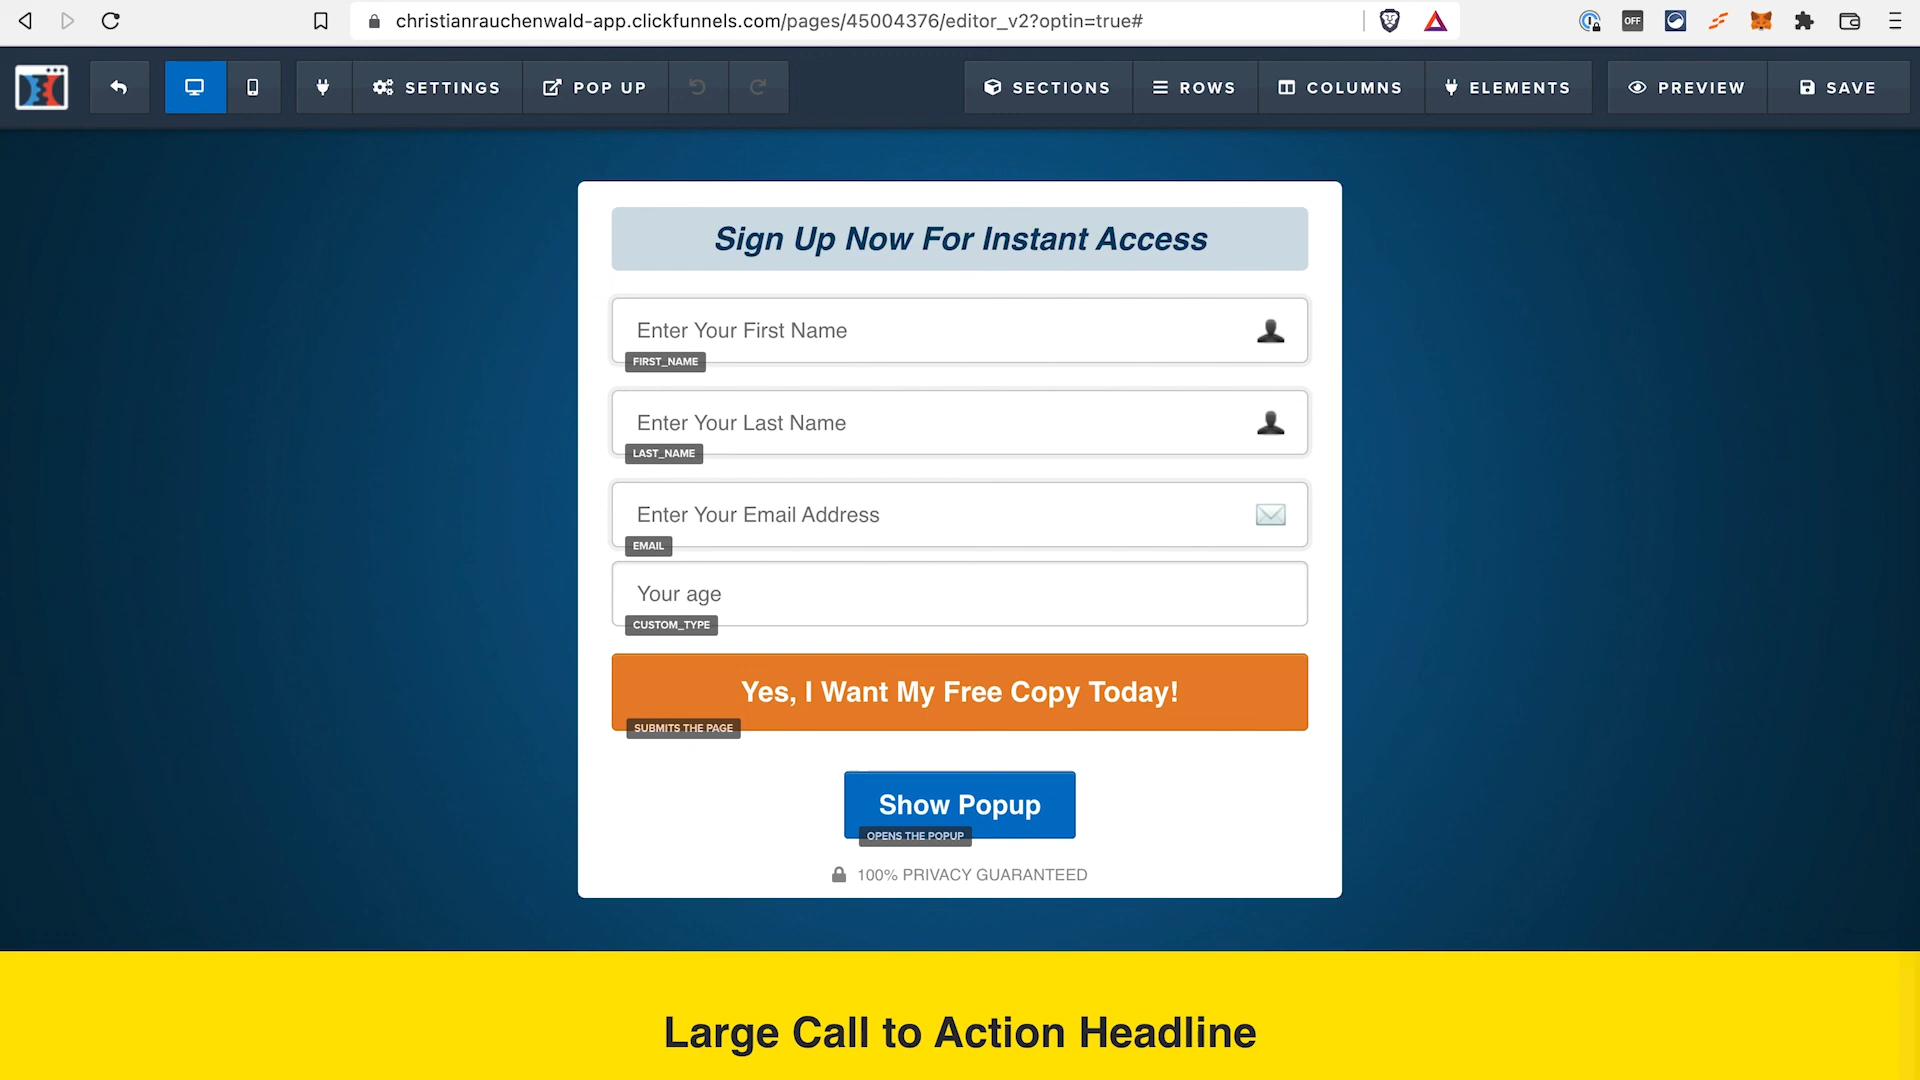 christianrauchenwald-app.clickfunnels.com/pages/45004376/editor_v2?optin=true#
OFF
SETTINGS
POP UP
SECTIONS
ROWS
COLUMNS
ELEMENTS
PREVIEW
SAVE
Sign Up Now For Instant Access
Enter Your First Name
FIRST_NAME
Enter Your Last Name
LAST_NAME
Enter Your Email Address
EMAIL
Your age
CUSTOM_TYPE
Yes, I Want My Free Copy Today!
SUBMITS THE PAGE
Show Popup
OPENS THE POPUP
100% PRIVACY GUARANTEED
Large Call to Action Headline